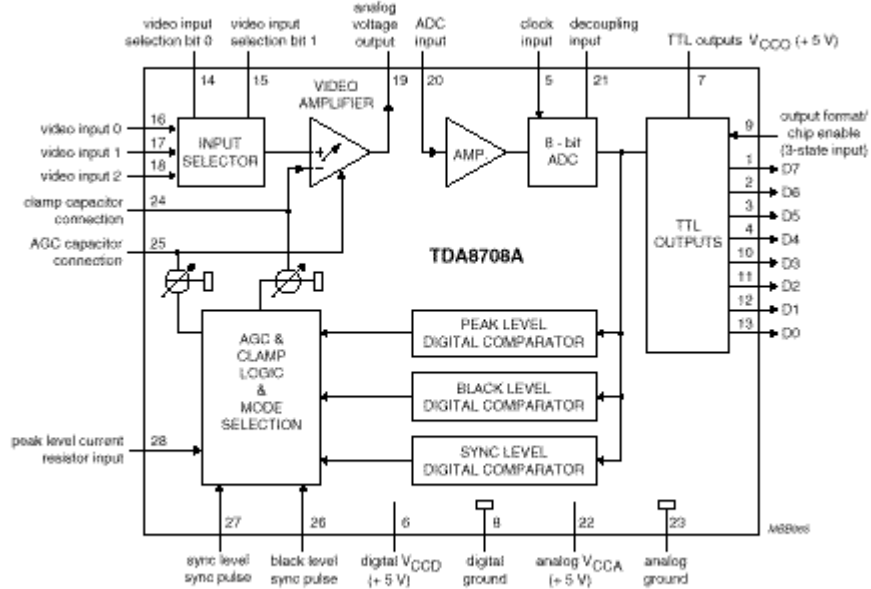 video input
selection bit 0
video input
selection bit 1
analog
voltage
output
ADC
input
clock
input
decoupling
input
TTL outputs VCCO (+ 5 V)
14
15
VIDEO
AMPLIFIER
19
20
5
21
7
video input 0
16
video input 1
17
video input 2
18
INPUT
SELECTOR
+
−
AMP.
8 - bit
ADC
9
output format/
chip enable
(3-state input)
1
D7
2
D6
3
D5
4
D4
10
D3
11
D2
12
D1
13
D0
TTL
OUTPUTS
clamp capacitor
connection
24
AGC capacitor
connection
25
TDA8708A
AGC &
CLAMP
LOGIC
&
MODE
SELECTION
PEAK LEVEL
DIGITAL COMPARATOR
BLACK LEVEL
DIGITAL COMPARATOR
SYNC LEVEL
DIGITAL COMPARATOR
peak level current
resistor input
28
27
26
6
8
22
23
sync level
sync pulse
black level
sync pulse
digital VCCD
(+ 5 V)
digital
ground
analog VCCA
(+ 5 V)
analog
ground